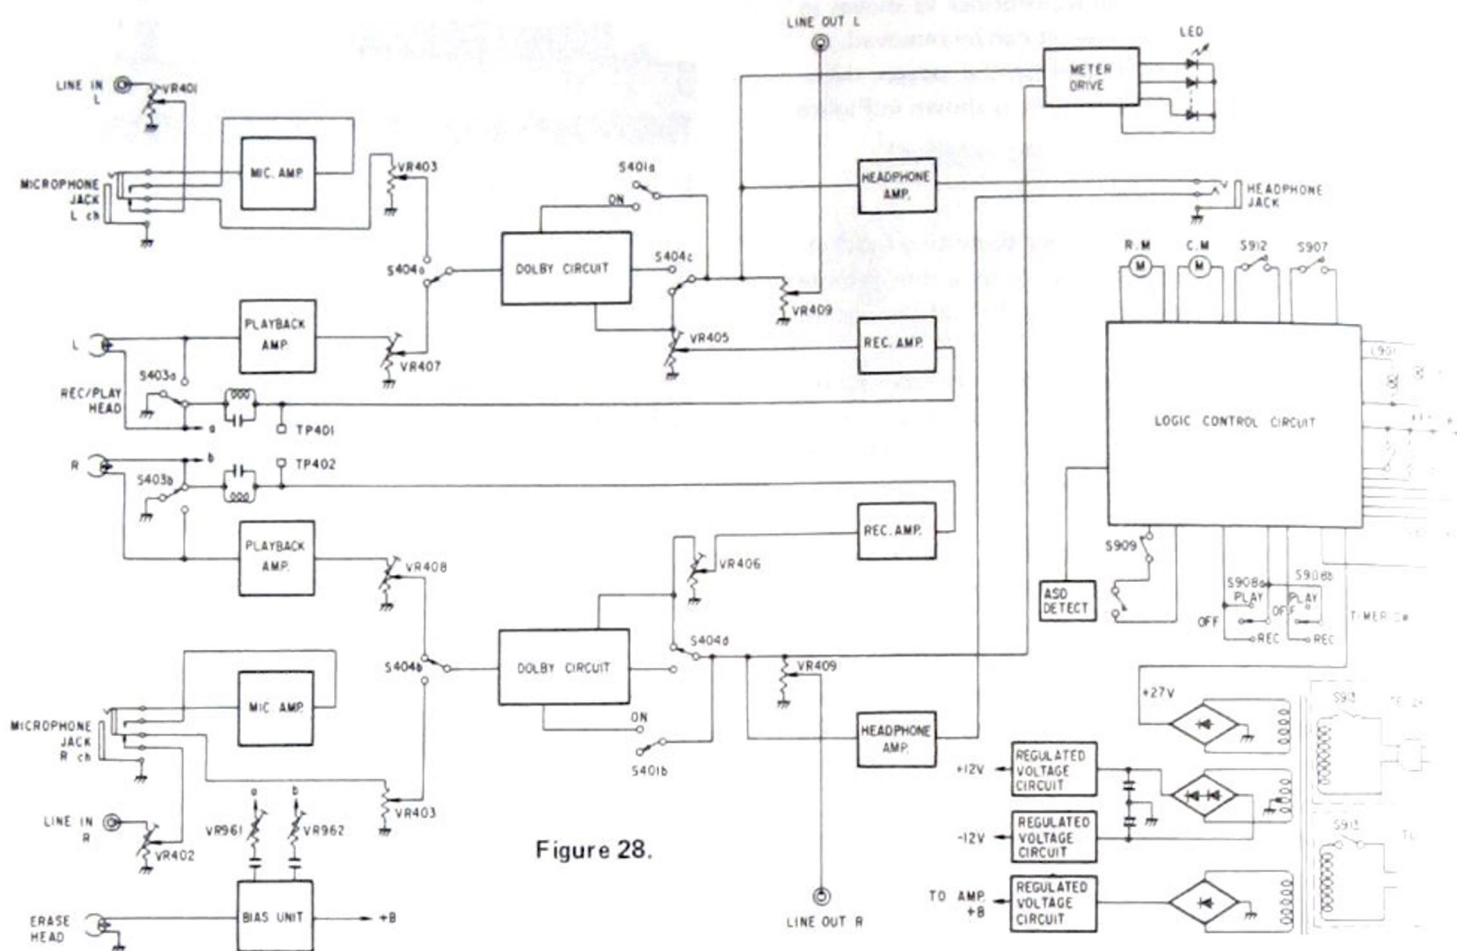 LINE OUT L
LED
LINE IN
L
VR401
METER
DRIVE
MIC. AMP.
VR403
S401a
ON
HEADPHONE
AMP.
HEADPHONE
JACK
MICROPHONE
JACK
L ch
S404a
DOLBY CIRCUIT
S404c
R.M
C.M
S912
S907
M
M
VR409
PLAYBACK
AMP.
VR407
VR405
REC. AMP.
L
S403a
REC/PLAY
HEAD
a
TP401
LOGIC CONTROL CIRCUIT
R
b
TP402
S403b
PLAYBACK
AMP.
VR408
VR406
REC. AMP.
S909
ASO
DETECT
S908a
S908b
PLAY
PLAY
OFF
OFF
REC
REC
S404b
DOLBY CIRCUIT
S404d
VR409
MIC. AMP.
MICROPHONE
JACK
R ch
ON
S401b
HEADPHONE
AMP.
+27V
S913
REGULATED
VOLTAGE
CIRCUIT
+12V
a
b
VR403
LINE IN
R
VR402
VR961
VR962
Figure 28.
REGULATED
VOLTAGE
CIRCUIT
-12V
S913
ERASE
HEAD
BIAS UNIT
+B
LINE OUT R
TO AMP.
+B
REGULATED
VOLTAGE
CIRCUIT